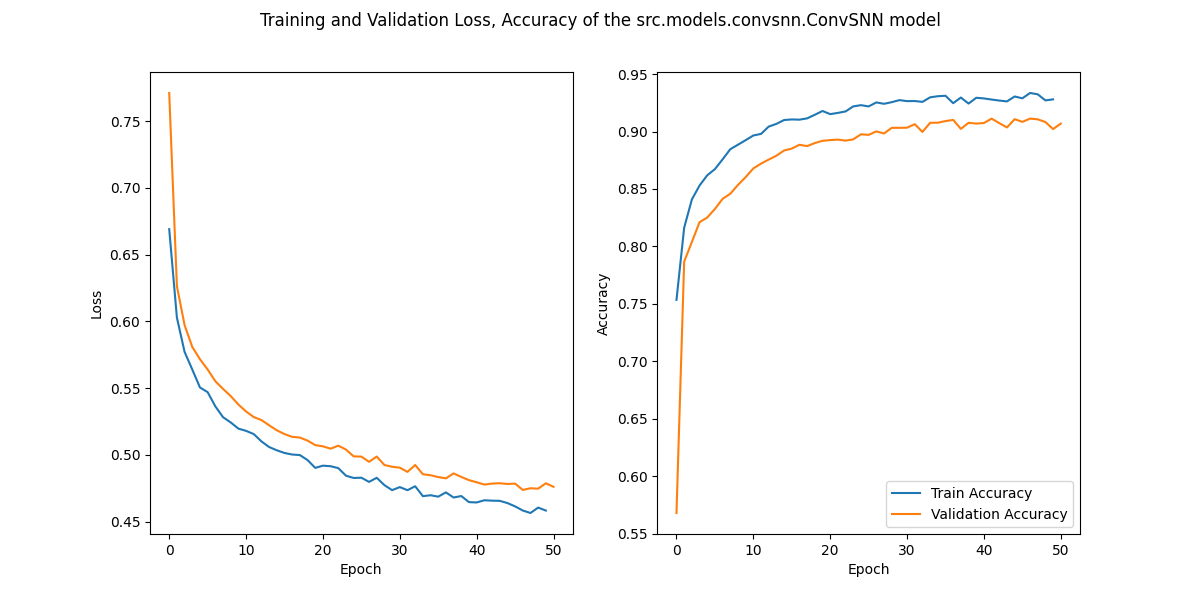 Training and Validation Loss, Accuracy of the src.models.convsnn.ConvSNN model
Loss
0.75
0.70
0.65
0.60
0.55
0.50
0.45
0 10 20 30 40 50
Epoch
Accuracy
0.95
0.90
0.85
0.80
0.75
0.70
0.65
0.60
0.55
Train Accuracy
Validation Accuracy
0 10 20 30 40 50
Epoch